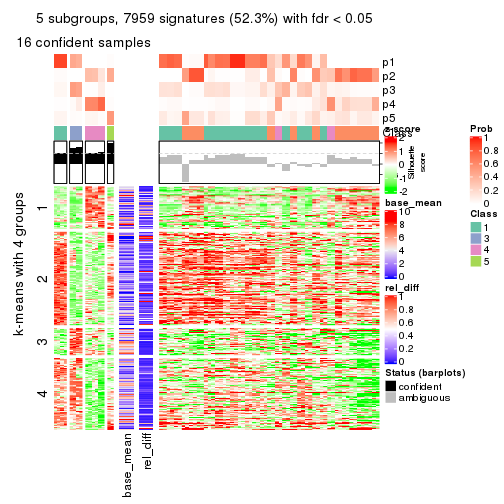 5 subgroups, 7959 signatures (52.3%) with fdr < 0.05
16 confident samples
p1
p2
p3
p4
p5
Class
1
2
3
4
k-means with 4 groups
base_mean
rel_diff
Silhouette
score
z-score
2
1
0
-1
-2
base_mean
10
8
6
4
2
0
rel_diff
1
0.8
0.6
0.4
0.2
0
Status (barplots)
confident
ambiguous
Prob
1
0.8
0.6
0.4
0.2
0
Class
1
3
4
5